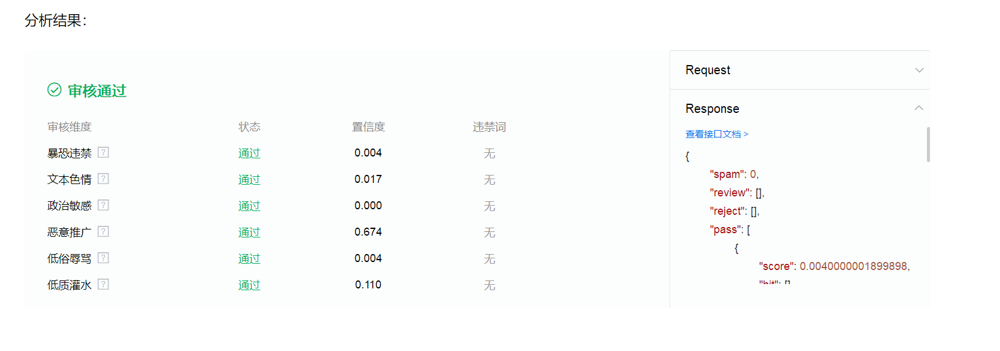 分析结果：
审核通过
审核维度 状态 置信度 违禁词
暴恐违禁 ? 通过 0.004 无
文本色情 ? 通过 0.017 无
政治敏感 ? 通过 0.000 无
恶意推广 ? 通过 0.674 无
低俗辱骂 ? 通过 0.004 无
低质灌水 ? 通过 0.110 无
Request
Response
查看接口文档 >
{
"spam": 0,
"review": [],
"reject": [],
"pass": [
{
"score": 0.0040000001899898,